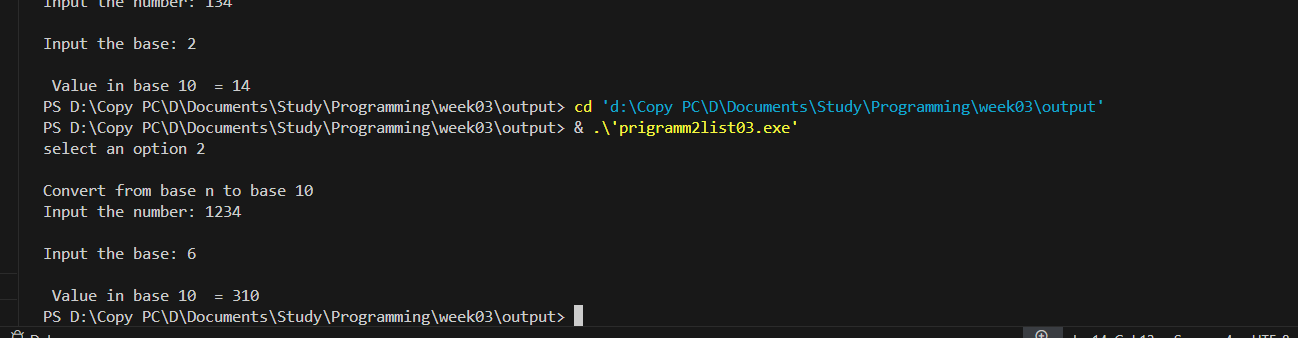 Input the number: 134
Input the base: 2
Value in base 10  = 14
PS D:\Copy PC\D\Documents\Study\Programming\week03\output> cd 'd:\Copy PC\D\Documents\Study\Programming\week03\output'
PS D:\Copy PC\D\Documents\Study\Programming\week03\output> & .\'prigramm2list03.exe'
select an option 2
Convert from base n to base 10
Input the number: 1234
Input the base: 6
Value in base 10  = 310
PS D:\Copy PC\D\Documents\Study\Programming\week03\output>